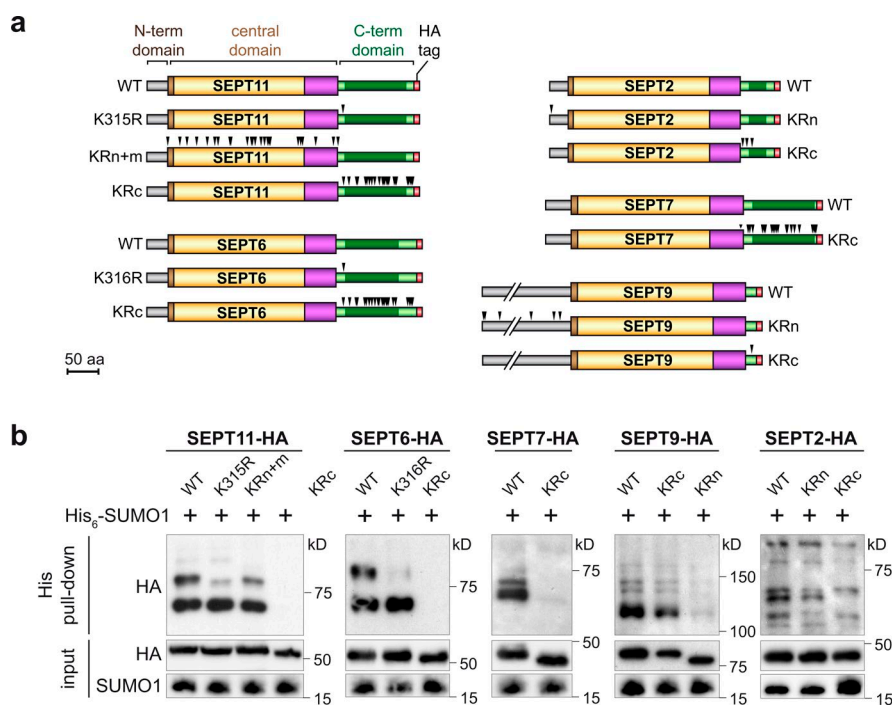 a
N-term domain
central domain
C-term domain
HA tag
WT SEPT11
K315R SEPT11
KRn+m SEPT11
KRc SEPT11
WT SEPT6
K316R SEPT6
KRc SEPT6
50 aa
SEPT2 WT
SEPT2 KRn
SEPT2 KRc
SEPT7 WT
SEPT7 KRc
SEPT9 WT
SEPT9 KRn
SEPT9 KRc
b
SEPT11-HA SEPT6-HA SEPT7-HA SEPT9-HA SEPT2-HA
WT K315R KRn+m KRc WT K316R KRc WT KRc WT KRc KRn WT KRn KRc
His6-SUMO1 + + + + + + + + + + + + + + +
kD kD kD kD kD
His pull-down
HA
75 75 75 150 100 75 50
input
HA
50 50 50 75 50
SUMO1
15 15 15 15 15